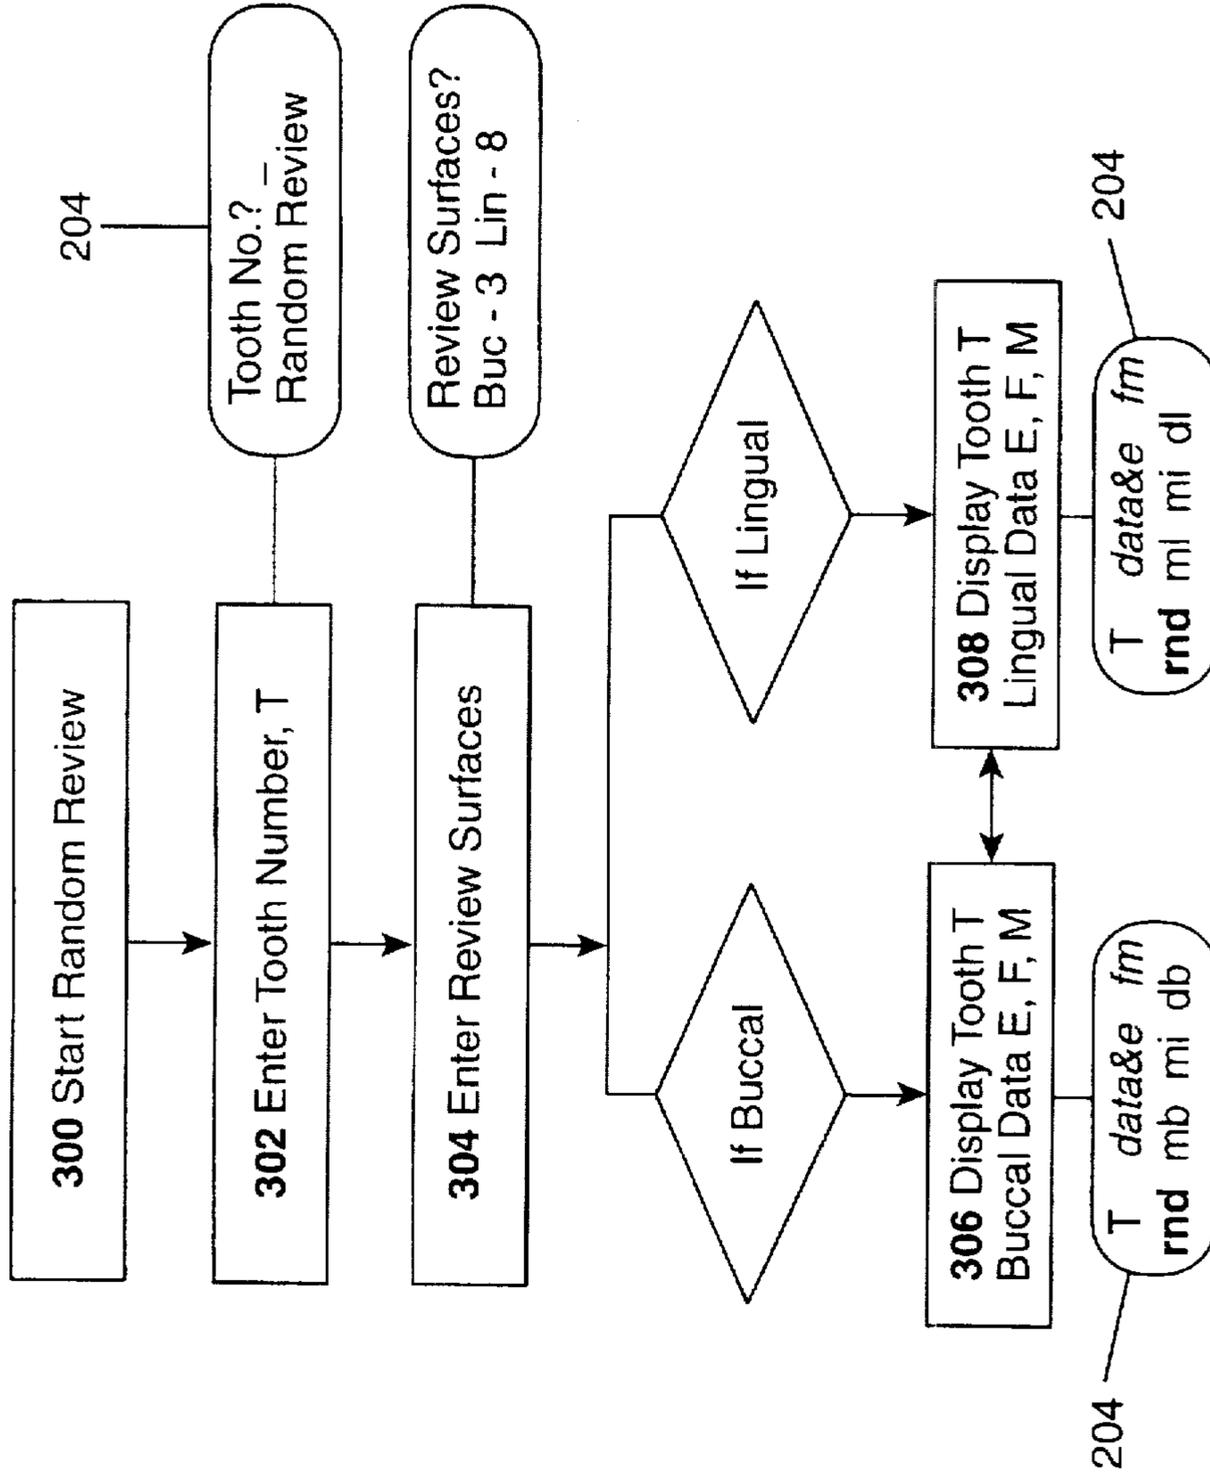 300 Start Random Review
302 Enter Tooth Number, T
204
Tooth No.? _
Random Review
304 Enter Review Surfaces
Review Surfaces?
Buc - 3 Lin - 8
If Buccal
If Lingual
306 Display Tooth T
Buccal Data E, F, M
308 Display Tooth T
Lingual Data E, F, M
204
T data&e fm
rnd mb mi db
204
T data&e fm
rnd ml mi dl